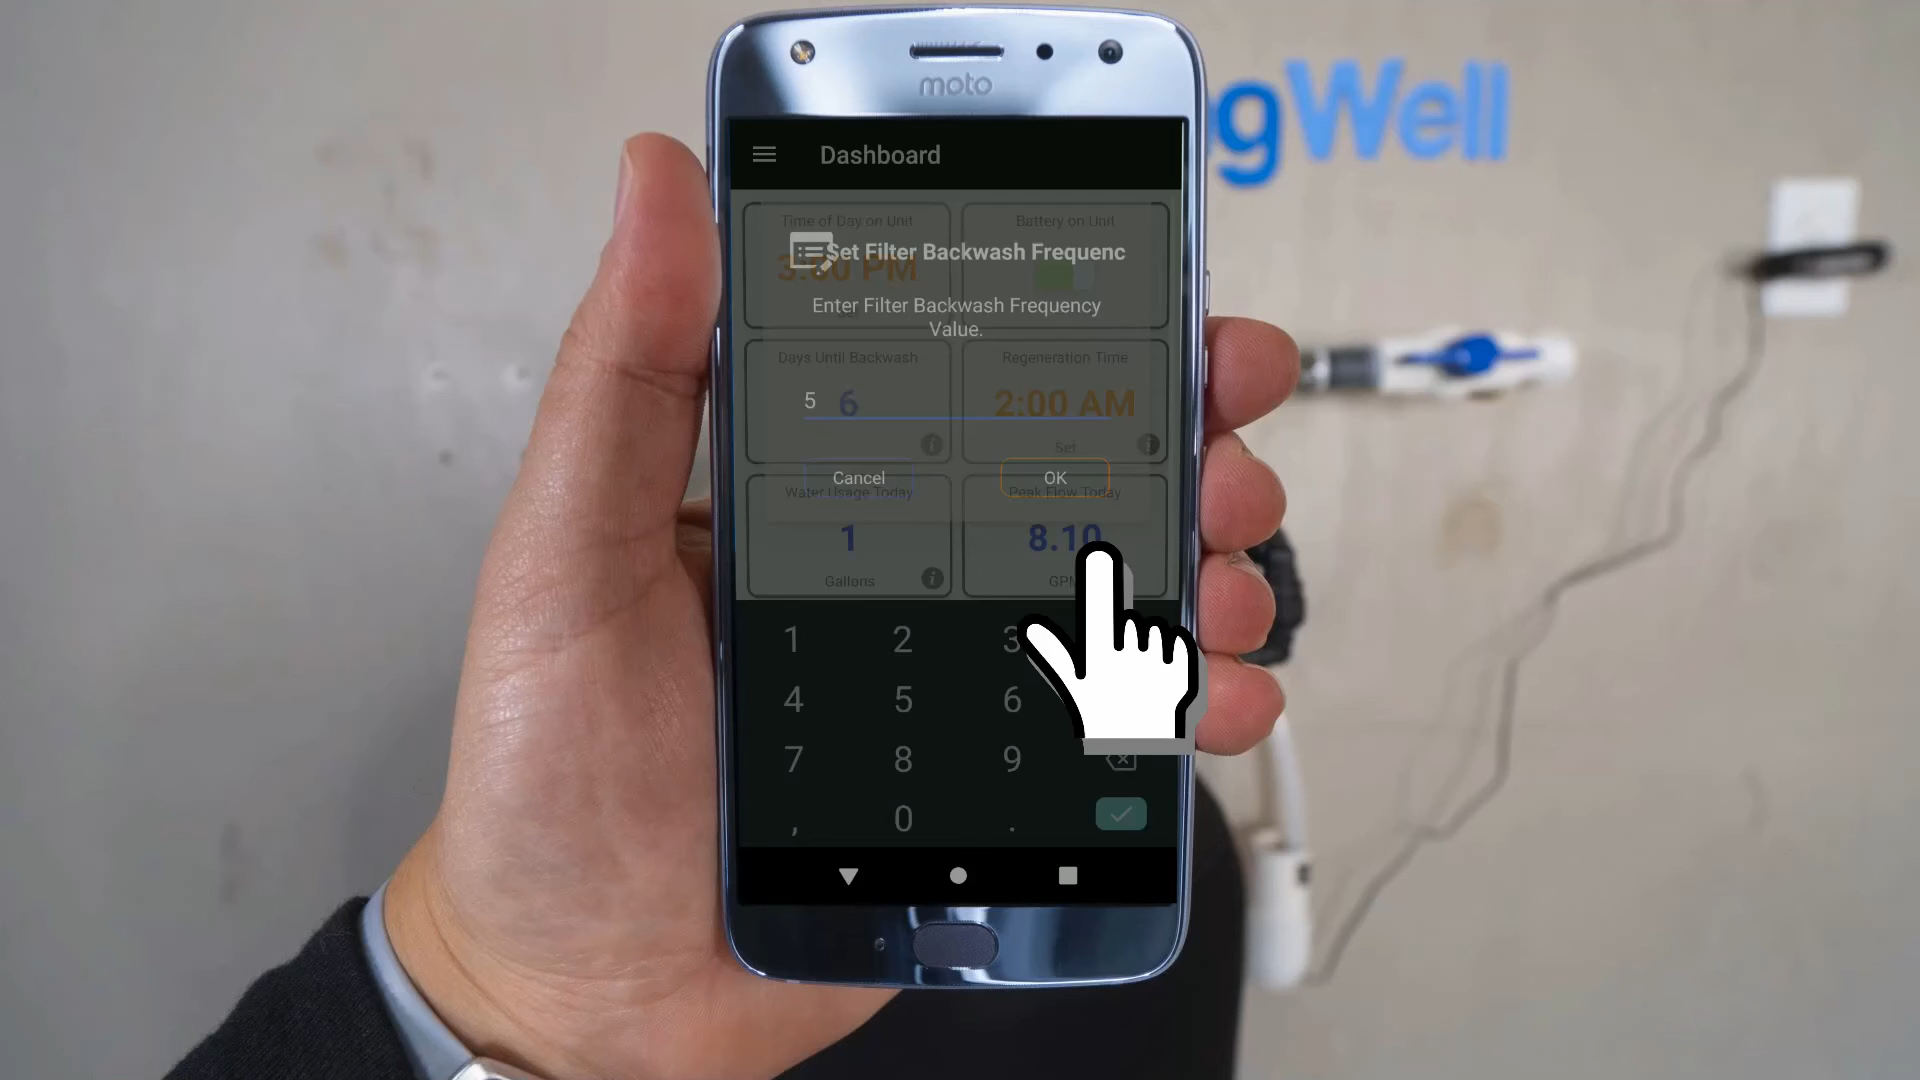 moto
gWell
Dashboard
Time of Day on Unit
Battery on Unit
Set Filter Backwash Frequenc
3:00 PM
Enter Filter Backwash Frequency
Value.
Days Until Backwash
Regeneration Time
5
6
2:00 AM
Set
Cancel
OK
Water Usage Today
Peak Flow Today
1
8.10
Gallons
GPM
1 2 3
4 5 6
7 8 9
, 0 .